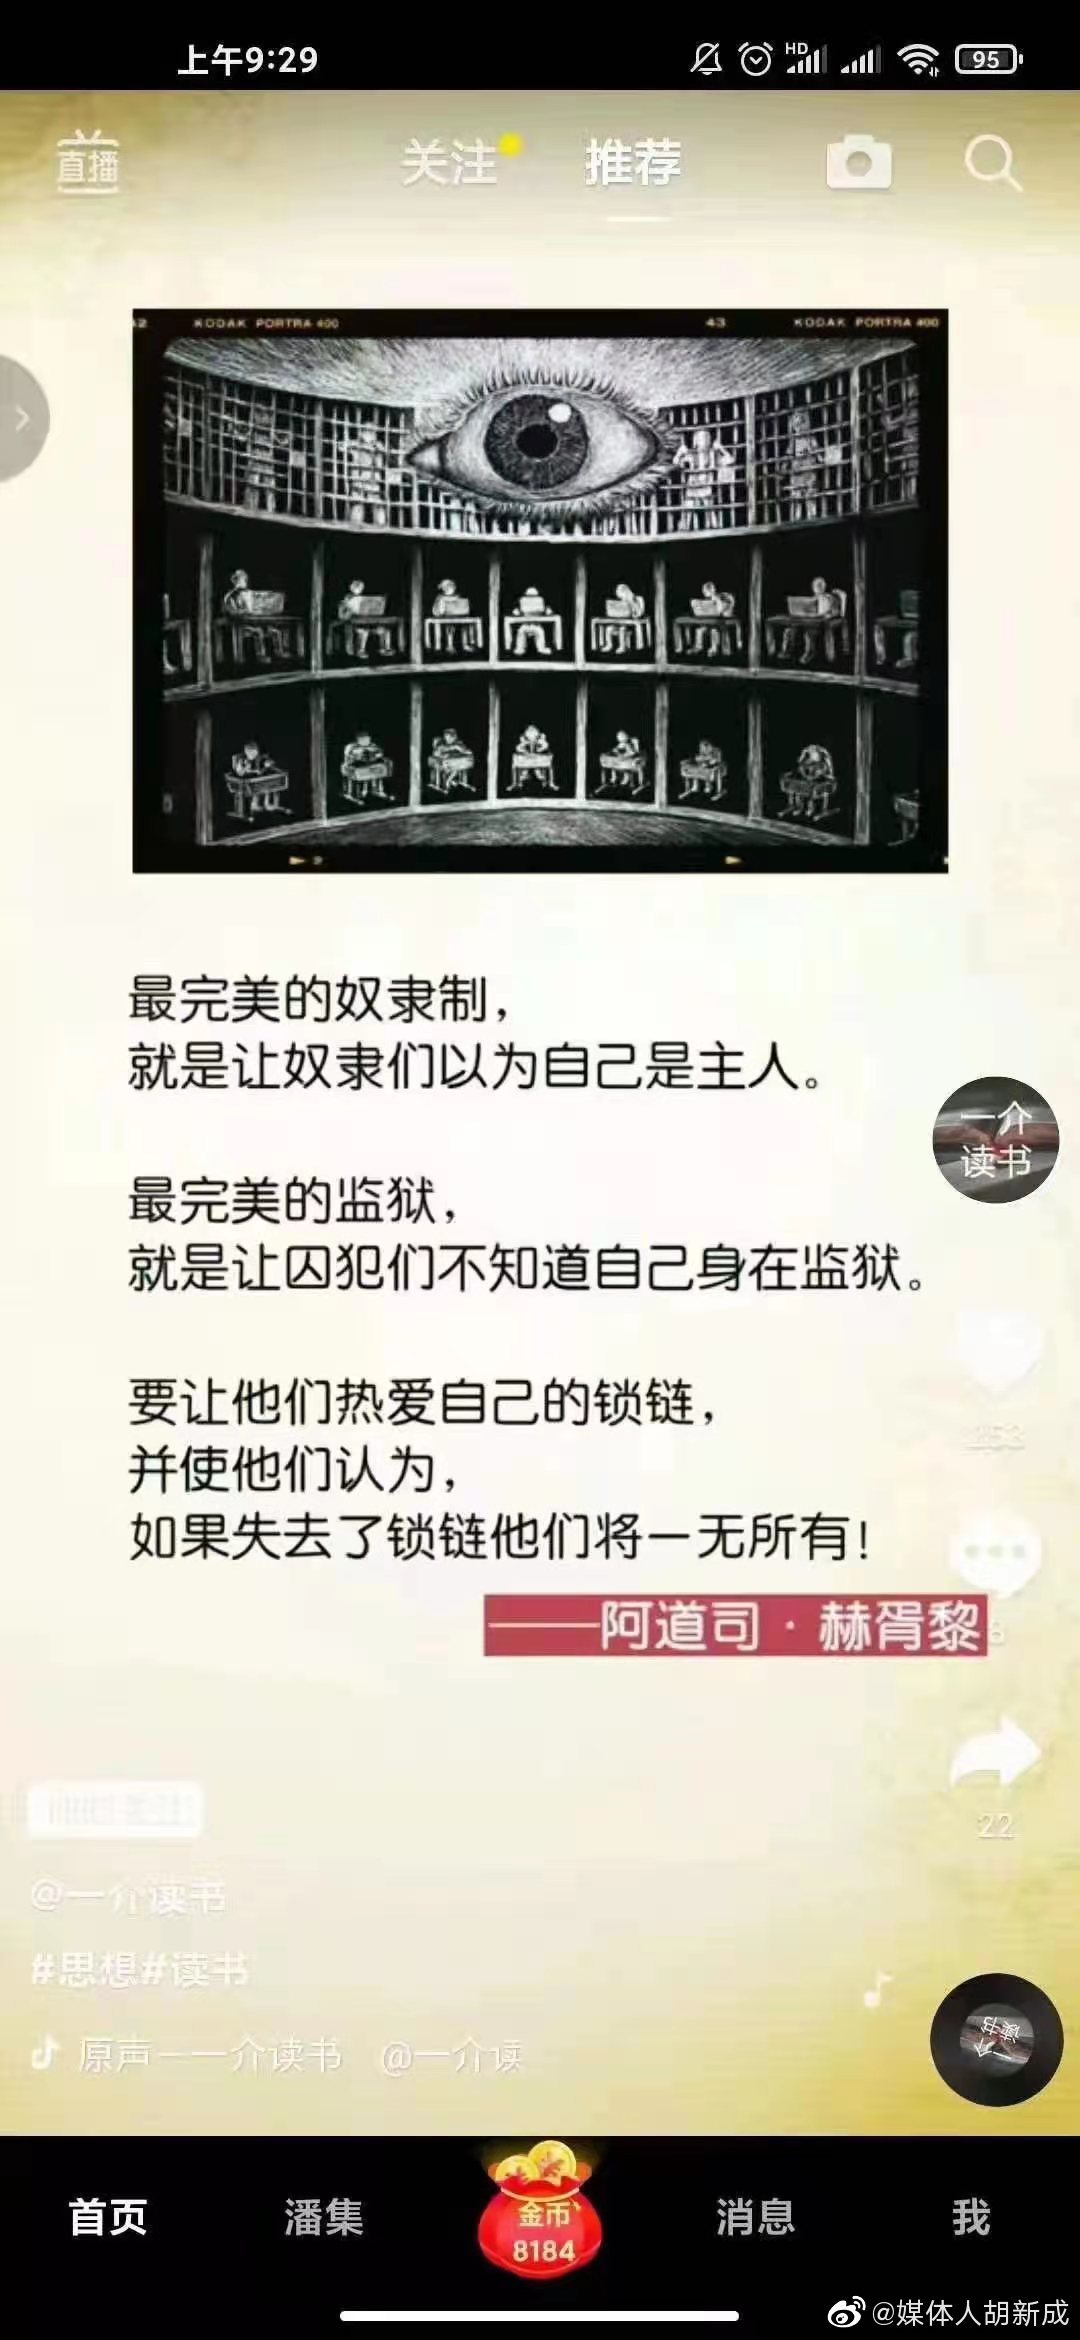 上午9:29
HD
95
直播
关注
推荐
KODAK PORTRA 400
43
KODAK PORTRA 400
最完美的奴隶制，
就是让奴隶们以为自己是主人。
一介
读书
最完美的监狱，
就是让囚犯们不知道自己身在监狱。
要让他们热爱自己的锁链，
并使他们认为，
如果失去了锁链他们将一无所有！
——阿道司·赫胥黎
22
@一介读书
#思想#读书
原声－一介读书 @一介读
首页
潘集
金币
8184
消息
我
@媒体人胡新成